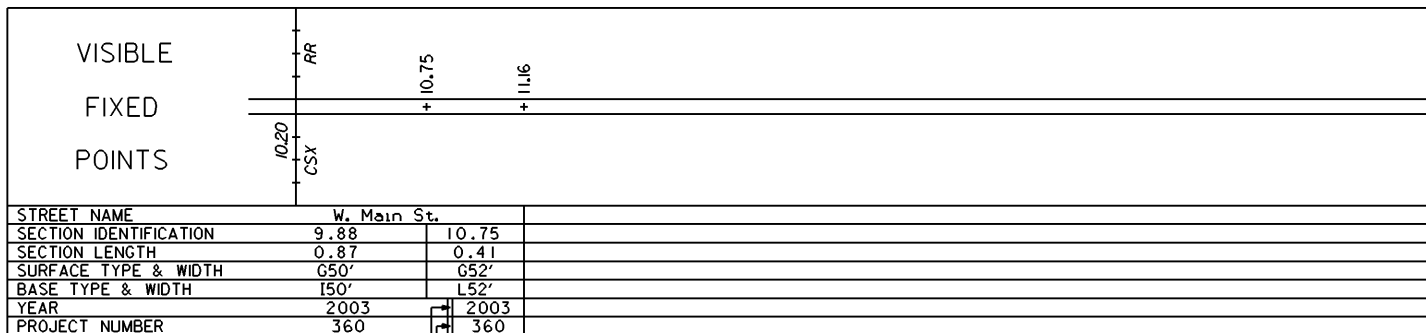 VISIBLE
FIXED
POINTS
RR
10.20
CSX
10.75
11.16
STREET NAME W. Main St.
SECTION IDENTIFICATION 9.88 10.75
SECTION LENGTH 0.87 0.41
SURFACE TYPE & WIDTH G50' G52'
BASE TYPE & WIDTH I50' L52'
YEAR 2003 2003
PROJECT NUMBER 360 360